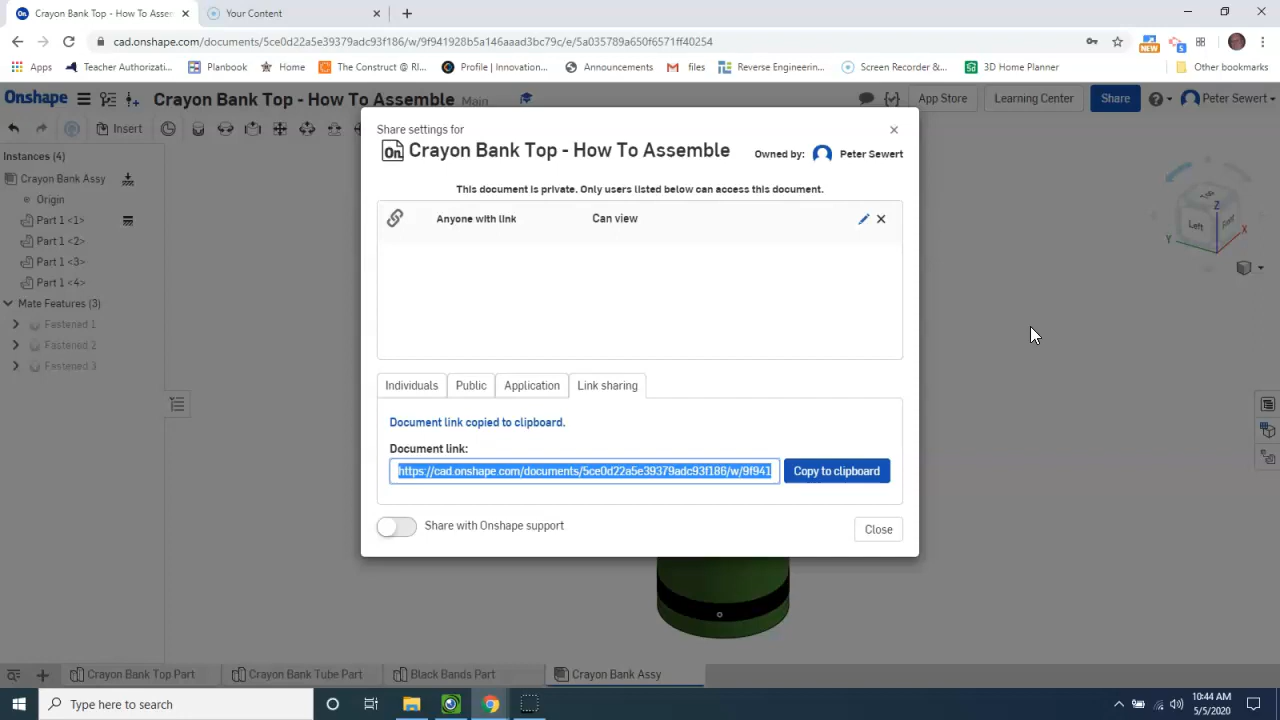 Crayon Bank Top - How To Assem
Your Content
cad.onshape.com/documents/5ce0d22a5e39379adc93f186/w/9f941928b5a146aaad3bc79c/e/5a035789a650f6571ff40254
NEW
5
Apps
Teacher Authorizati...
Planbook
Home
The Construct @ RI...
Profile | Innovation...
Announcements
files
Reverse Engineerin...
Screen Recorder &...
3D Home Planner
Other bookmarks
Onshape
Crayon Bank Top - How To Assemble
Main
App Store
Learning Center
Share
Peter Sewert
Insert
Share settings for
Crayon Bank Top - How To Assemble
Owned by:
Peter Sewert
This document is private. Only users listed below can access this document.
Anyone with link
Can view
Instances (4)
Crayon Bank Assy
Origin
Part 1 <1>
Part 1 <2>
Part 1 <3>
Part 1 <4>
Mate Features (3)
Fastened 1
Fastened 2
Fastened 3
Z
Left
Y
X
Individuals
Public
Application
Link sharing
Document link copied to clipboard.
Document link:
https://cad.onshape.com/documents/5ce0d22a5e39379adc93f186/w/9f941
Copy to clipboard
Share with Onshape support
Close
Crayon Bank Top Part
Crayon Bank Tube Part
Black Bands Part
Crayon Bank Assy
Type here to search
10:44 AM
5/5/2020